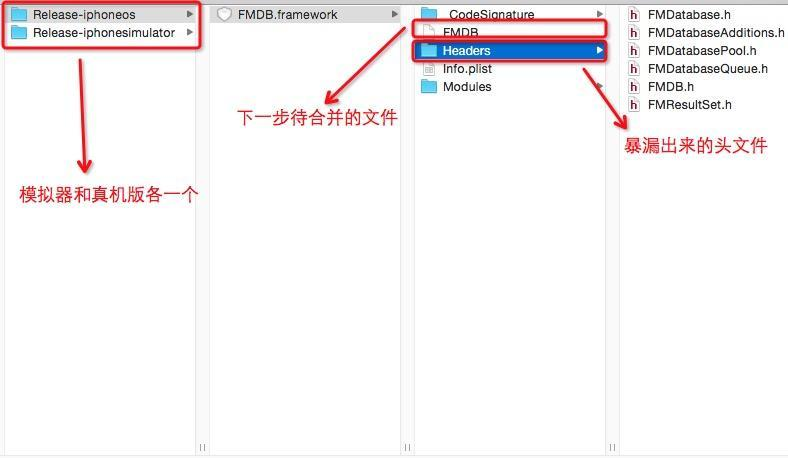 Release-iphoneos
Release-iphonesimulator
模拟器和真机版各一个
FMDB.framework
下一步待合并的文件
_CodeSignature
FMDB
Headers
Info.plist
Modules
FMDatabase.h
FMDatabaseAdditions.h
FMDatabasePool.h
FMDatabaseQueue.h
FMDB.h
FMResultSet.h
暴漏出来的头文件